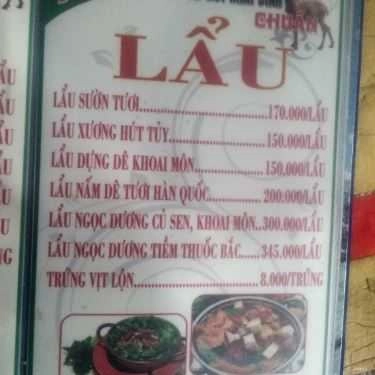 CHUẨN
LẨU
LẨU SƯỜN TƯƠI..............................170.000/LẨU
LẨU XƯƠNG HÚT TỦY......................150.000/LẨU
LẨU DỰNG DÊ KHOAI MÔN...............150.000/LẨU
LẨU NẤM DÊ TƯƠI HÀN QUỐC..........200.000/LẨU
LẨU NGỌC DƯƠNG CỦ SEN, KHOAI MÔN..300.000/LẨU
LẨU NGỌC DƯƠNG TIỀM THUỐC BẮC......345.000/LẨU
TRỨNG VỊT LỘN..............................8.000/TRỨNG